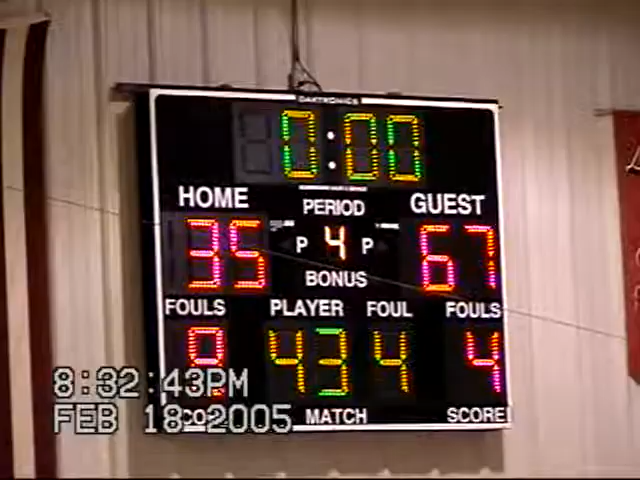 DAKTRONICS
0:00
HOME PERIOD GUEST
35 P 4 P 67
BONUS
FOULS PLAYER FOUL FOULS
43 4 4
8:32:43PM
FEB 18 2005
MATCH SCORE